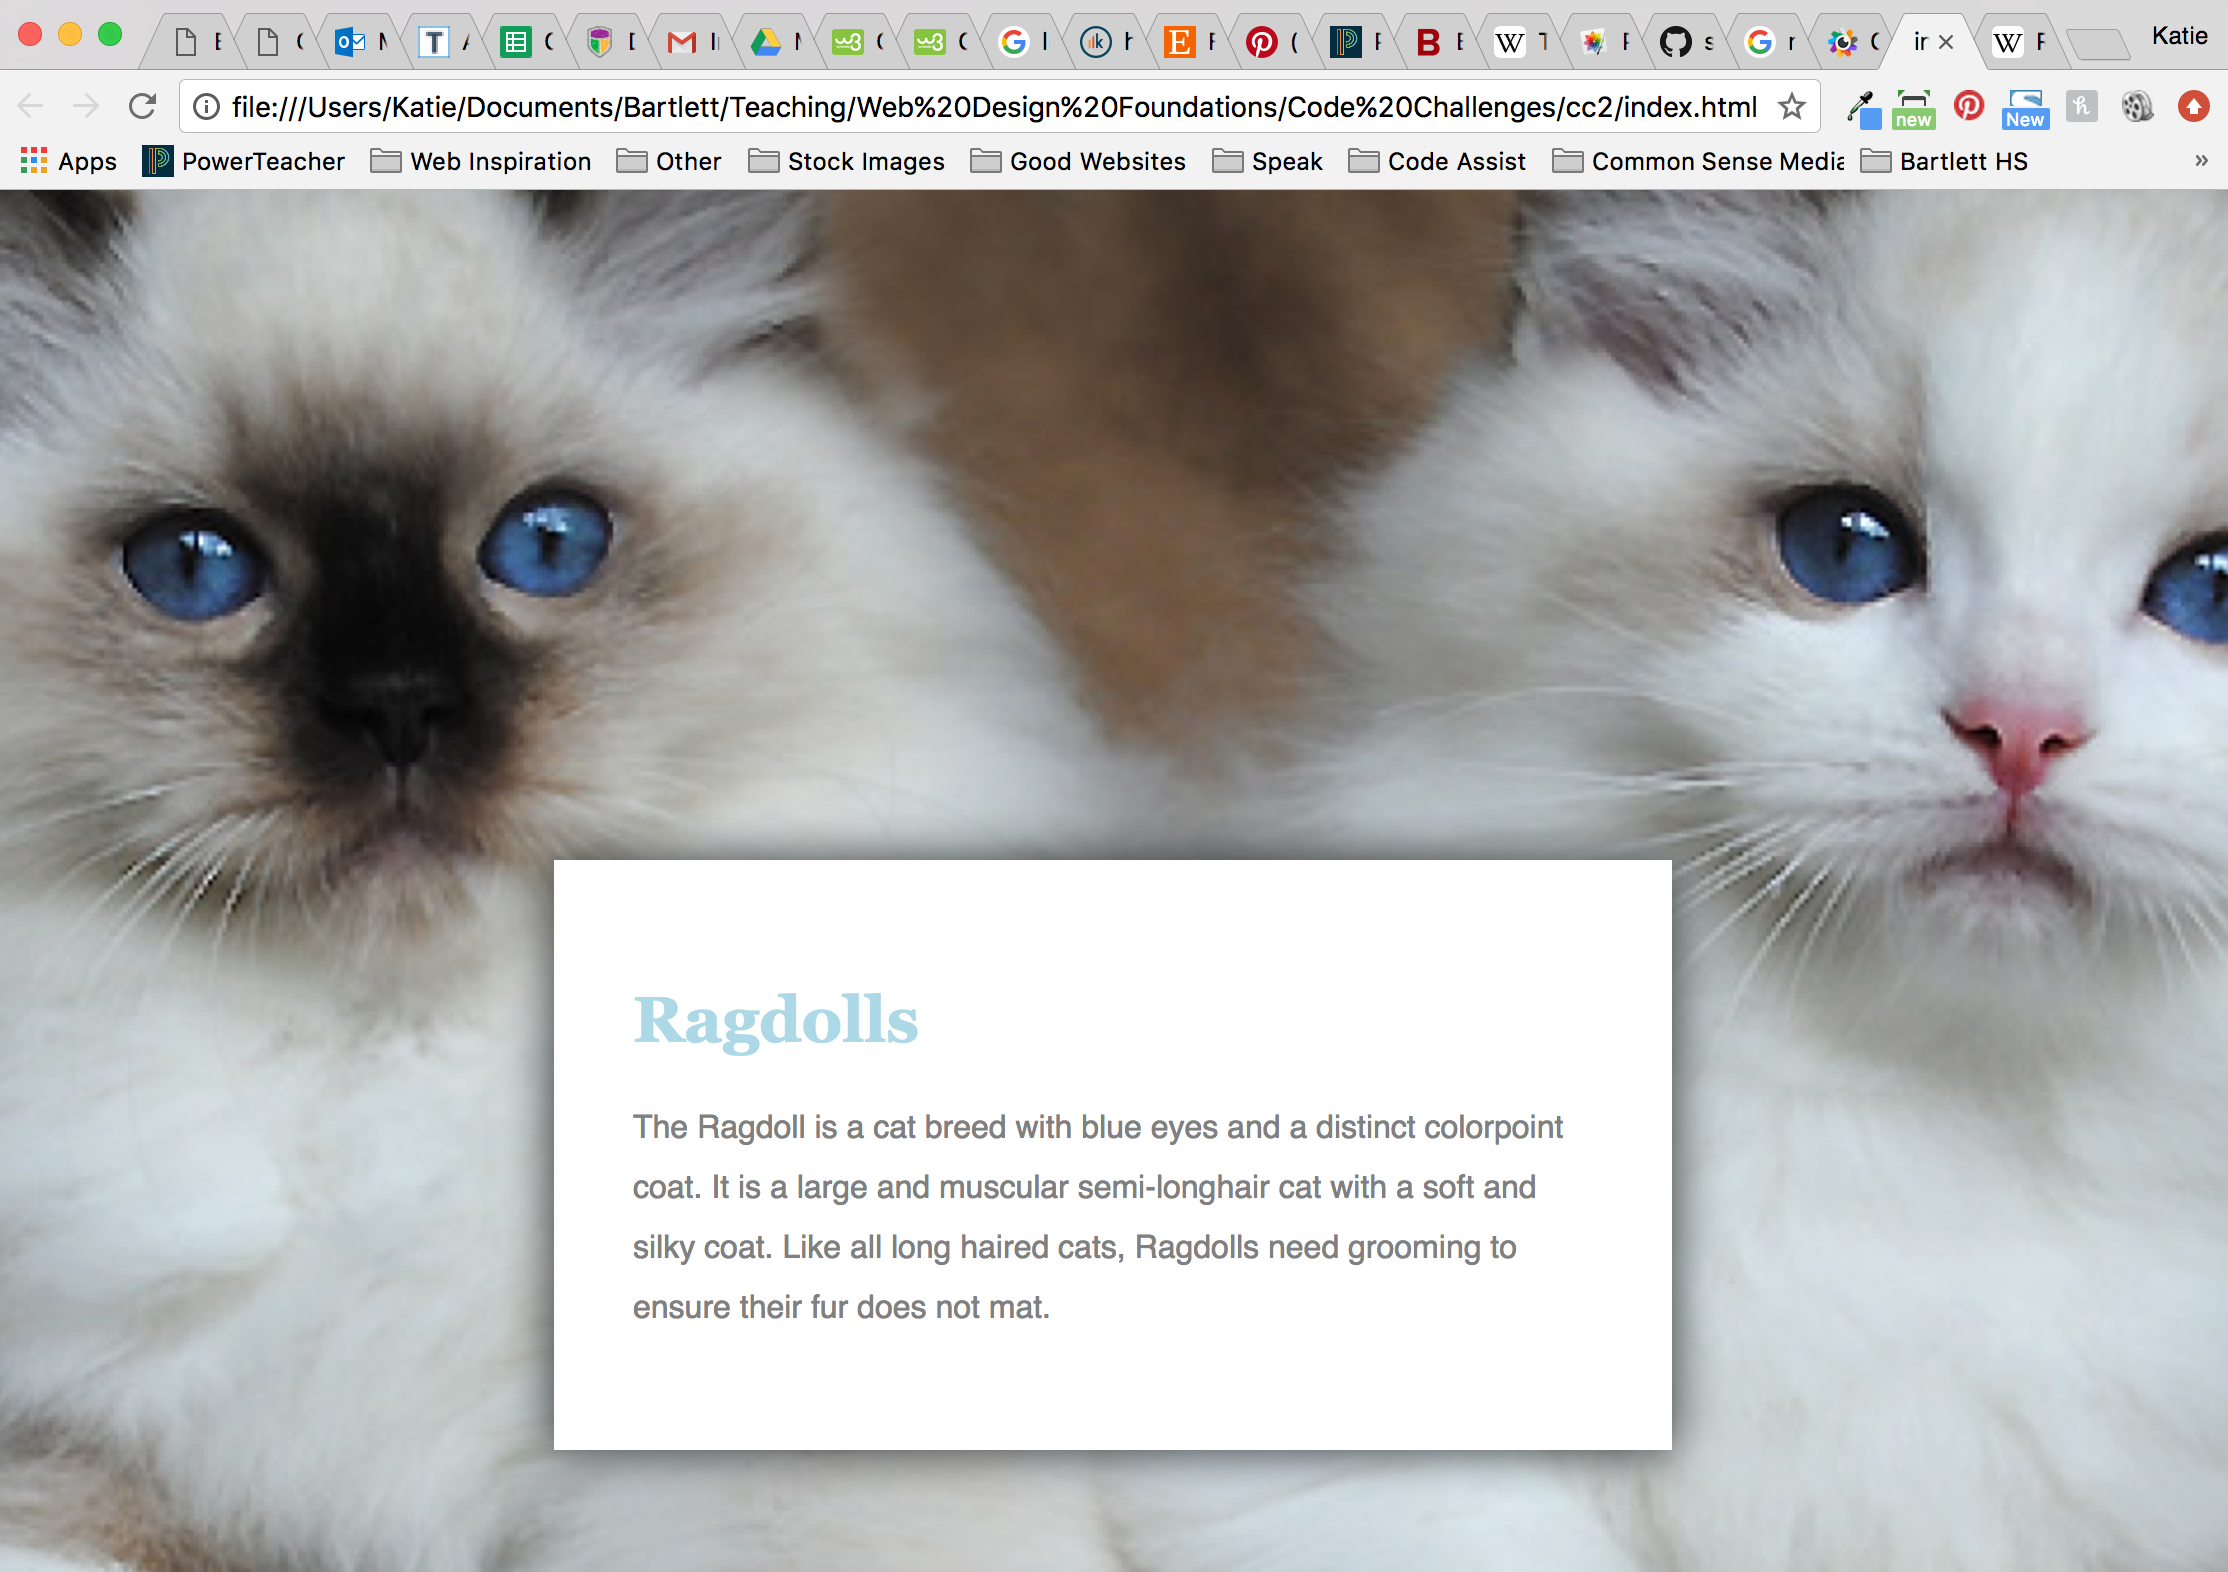 Katie
file:///Users/Katie/Documents/Bartlett/Teaching/Web%20Design%20Foundations/Code%20Challenges/cc2/index.html
new
New
Apps PowerTeacher Web Inspiration Other Stock Images Good Websites Speak Code Assist Common Sense Media Bartlett HS
Ragdolls
The Ragdoll is a cat breed with blue eyes and a distinct colorpoint
coat. It is a large and muscular semi-longhair cat with a soft and
silky coat. Like all long haired cats, Ragdolls need grooming to
ensure their fur does not mat.